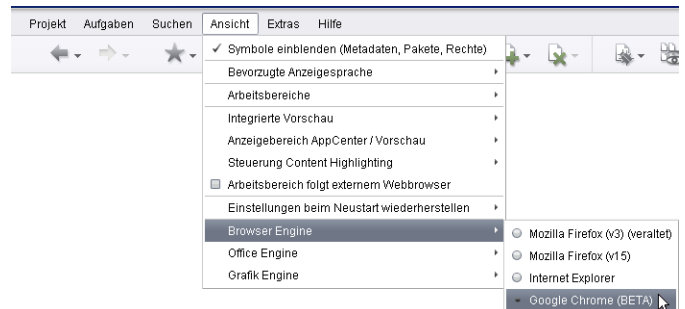 Projekt Aufgaben Suchen Ansicht Extras Hilfe
Symbole einblenden (Metadaten, Pakete, Rechte)
Bevorzugte Anzeigesprache
Arbeitsbereiche
Integrierte Vorschau
Anzeigebereich AppCenter / Vorschau
Steuerung Content Highlighting
Arbeitsbereich folgt externem Webbrowser
Einstellungen beim Neustart wiederherstellen
Browser Engine
Mozilla Firefox (v3) (veraltet)
Office Engine
Mozilla Firefox (v15)
Grafik Engine
Internet Explorer
Google Chrome (BETA)